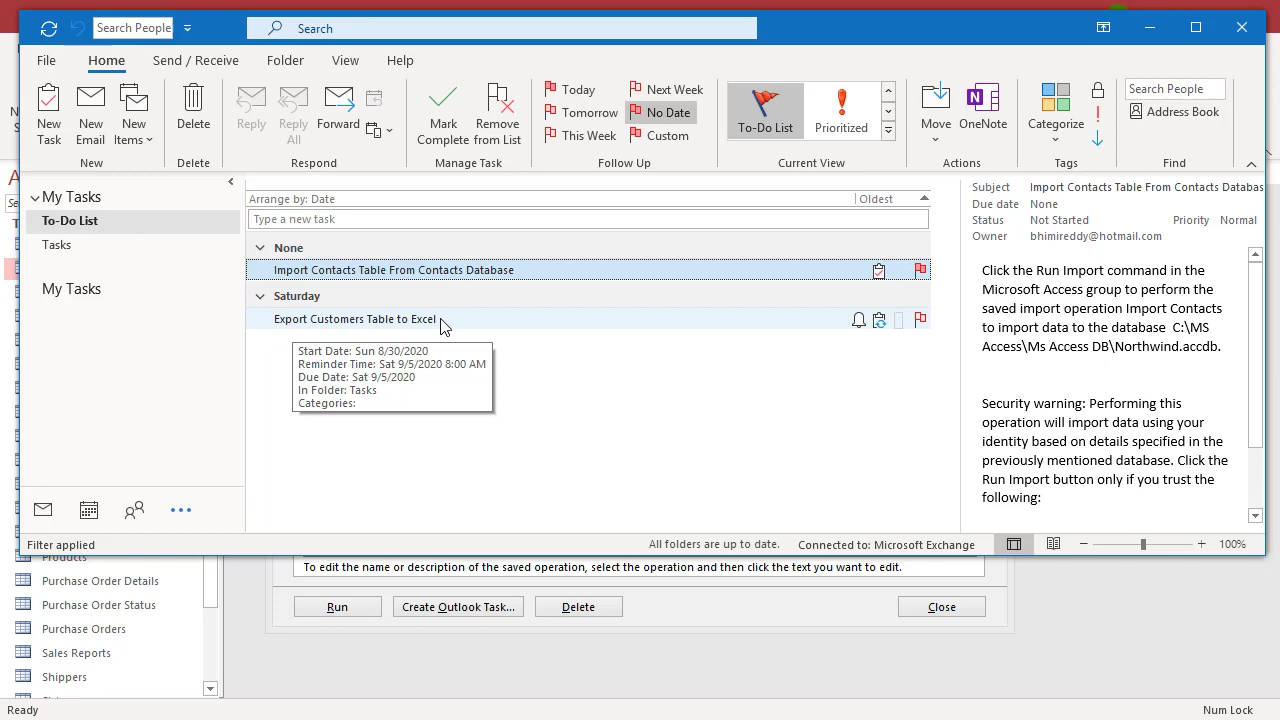 Search People
Search
File
Home
Send / Receive
Folder
View
Help
New Task
New Email
New Items
Delete
Reply
Reply All
Forward
Mark Complete
Remove from List
Today
Tomorrow
This Week
Next Week
No Date
Custom
To-Do List
Prioritized
Move
OneNote
Categorize
Search People
Address Book
New
Delete
Respond
Manage Task
Follow Up
Current View
Actions
Tags
Find
My Tasks
To-Do List
Tasks
My Tasks
Arrange by: Date
Oldest
Type a new task
None
Import Contacts Table From Contacts Database
Saturday
Export Customers Table to Excel
Start Date: Sun 8/30/2020
Reminder Time: Sat 9/5/2020 8:00 AM
Due Date: Sat 9/5/2020
In Folder: Tasks
Categories:
Subject Import Contacts Table From Contacts Databas
Due date None
Status Not Started Priority Normal
Owner bhimireddy@hotmail.com
Click the Run Import command in the
Microsoft Access group to perform the
saved import operation Import Contacts
to import data to the database C:\MS
Access\Ms Access DB\Northwind.accdb.
Security warning: Performing this
operation will import data using your
identity based on details specified in the
previously mentioned database. Click the
Run Import button only if you trust the
following:
Filter applied
All folders are up to date.
Connected to: Microsoft Exchange
100%
Products
Purchase Order Details
Purchase Order Status
Purchase Orders
Sales Reports
Shippers
To edit the name or description of the saved operation, select the operation and then click the text you want to edit.
Run
Create Outlook Task...
Delete
Close
Ready
Num Lock